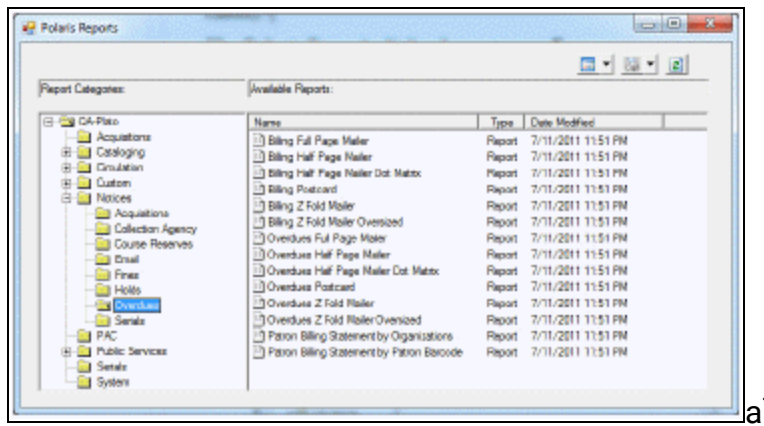 Polaris Reports
Report Categories:
Available Reports:
Acquisitions
Cataloging
Circulation
Custom
Notices
Acquisitions
Collection Agency
Course Reserves
Email
Fines
Holds
Overdues
Serials
PAC
Public Services
Serials
System
Name Type Date Modified
Billing Full Page Mailer Report 7/11/2011 11:51 PM
Billing Half Page Mailer Report 7/11/2011 11:51 PM
Billing Half Page Mailer Dot Matrix Report 7/11/2011 11:51 PM
Billing Postcard Report 7/11/2011 11:51 PM
Billing Z Fold Mailer Report 7/11/2011 11:51 PM
Billing Z Fold Mailer Oversized Report 7/11/2011 11:51 PM
Overdues Full Page Mailer Report 7/11/2011 11:51 PM
Overdues Half Page Mailer Report 7/11/2011 11:51 PM
Overdues Half Page Mailer Dot Matrix Report 7/11/2011 11:51 PM
Overdues Postcard Report 7/11/2011 11:51 PM
Overdues Z Fold Mailer Report 7/11/2011 11:51 PM
Overdues Z Fold Mailer Oversized Report 7/11/2011 11:51 PM
Patron Billing Statement by Organizations Report 7/11/2011 11:51 PM
Patron Billing Statement by Patron Barcode Report 7/11/2011 11:51 PM
a